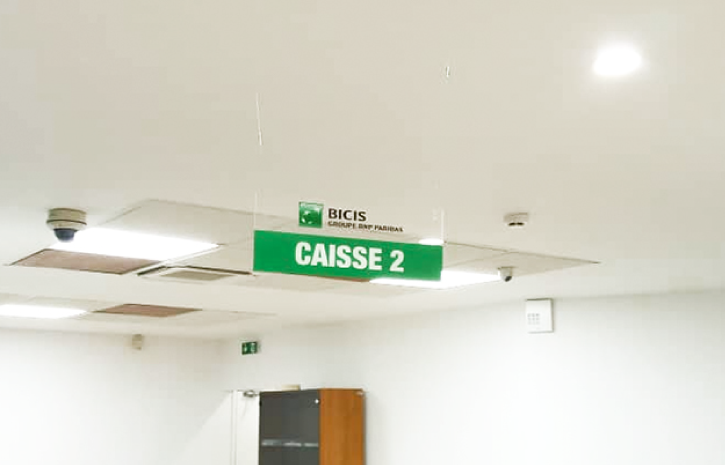 BICIS
GROUPE BNP PARIBAS
CAISSE 2